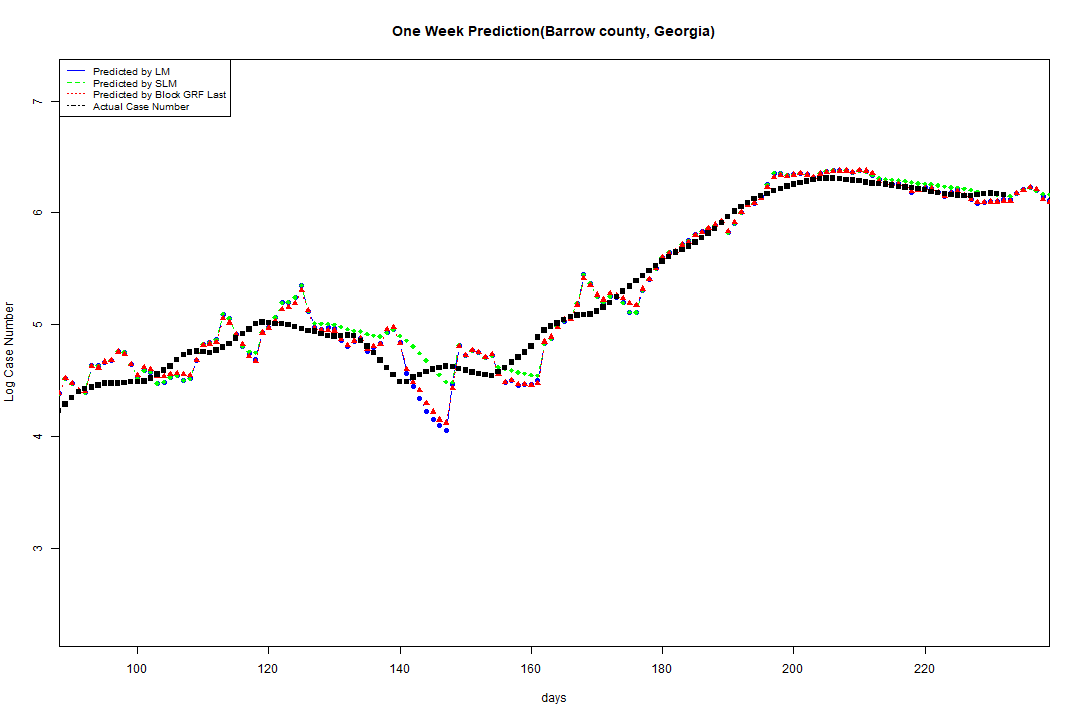 One Week Prediction(Barrow county, Georgia)
Predicted by LM
Predicted by SLM
Predicted by Block GRF Last
Actual Case Number
7
6
5
4
3
Log Case Number
100 120 140 160 180 200 220
days